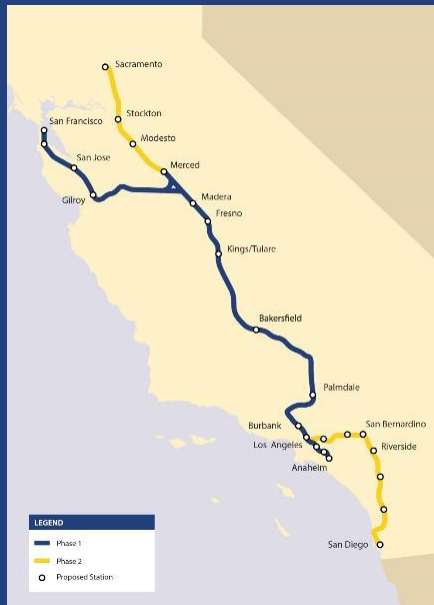 Sacramento
Stockton
San Francisco
Modesto
San Jose
Merced
Gilroy
Madera
Fresno
Kings/Tulare
Bakersfield
Palmdale
Burbank
San Bernardino
Los Angeles
Riverside
Anaheim
San Diego
LEGEND
Phase 1
Phase 2
Proposed Station